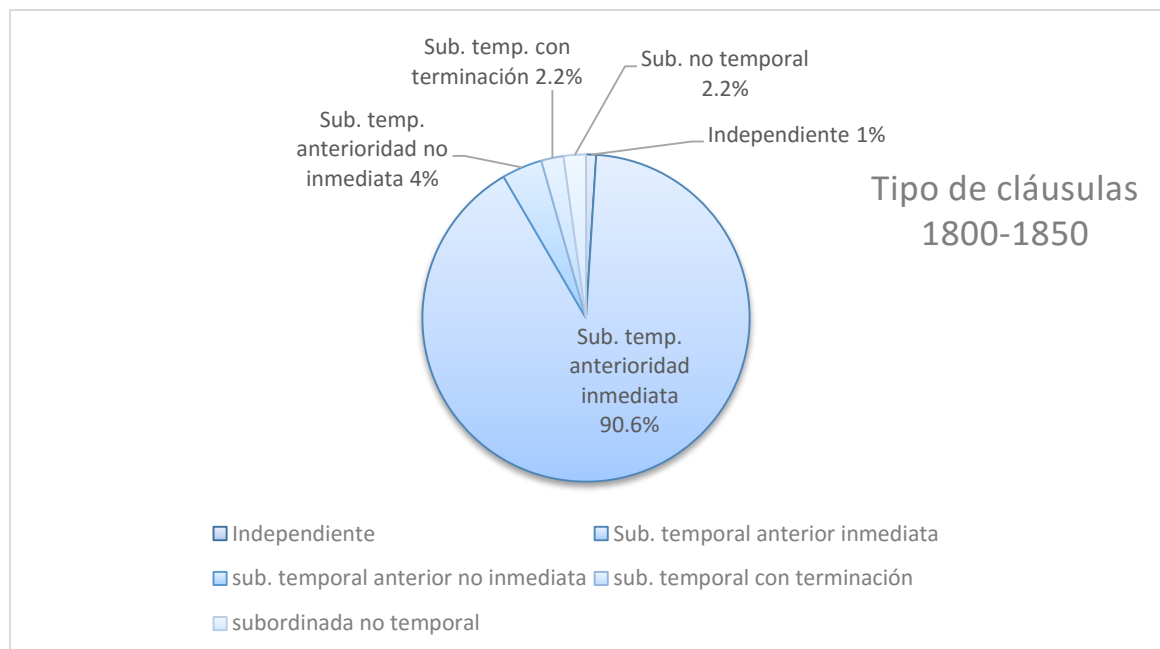 Sub. temp. con
terminación 2.2%
Sub. no temporal
2.2%
Sub. temp.
anterioridad no
inmediata 4%
Independiente 1%
Tipo de cláusulas
1800-1850
Sub. temp.
anterioridad
inmediata
90.6%
Independiente
Sub. temporal anterior inmediata
sub. temporal anterior no inmediata
sub. temporal con terminación
subordinada no temporal